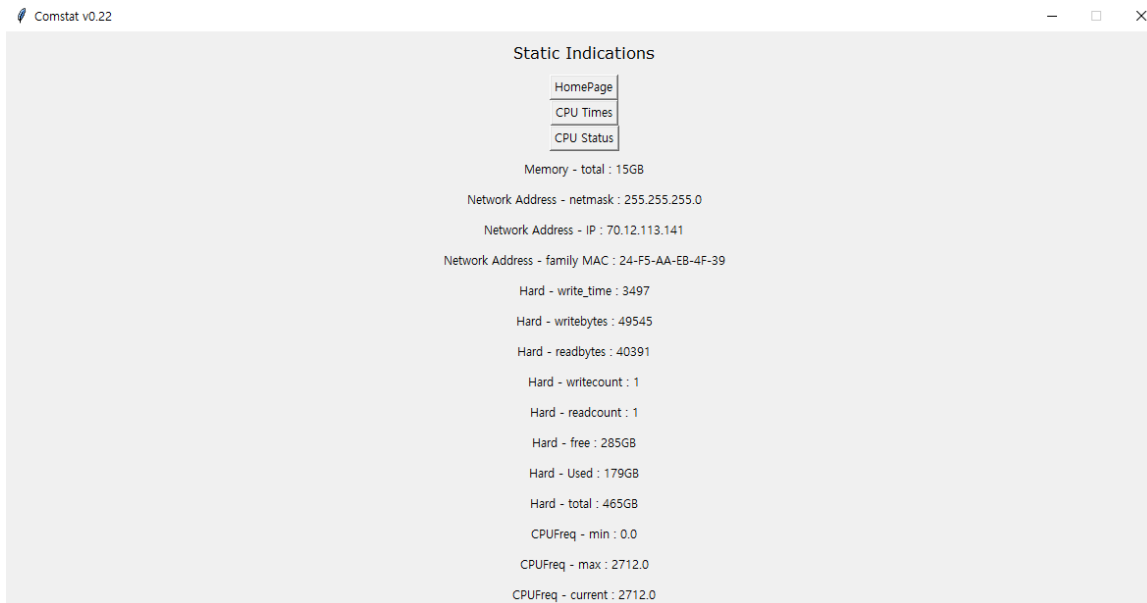 Comstat v0.22
Static Indications
HomePage
CPU Times
CPU Status
Memory - total : 15GB
Network Address - netmask : 255.255.255.0
Network Address - IP : 70.12.113.141
Network Address - family MAC : 24-F5-AA-EB-4F-39
Hard - write_time : 3497
Hard - writebytes : 49545
Hard - readbytes : 40391
Hard - writecount : 1
Hard - readcount : 1
Hard - free : 285GB
Hard - Used : 179GB
Hard - total : 465GB
CPUFreq - min : 0.0
CPUFreq - max : 2712.0
CPUFreq - current : 2712.0